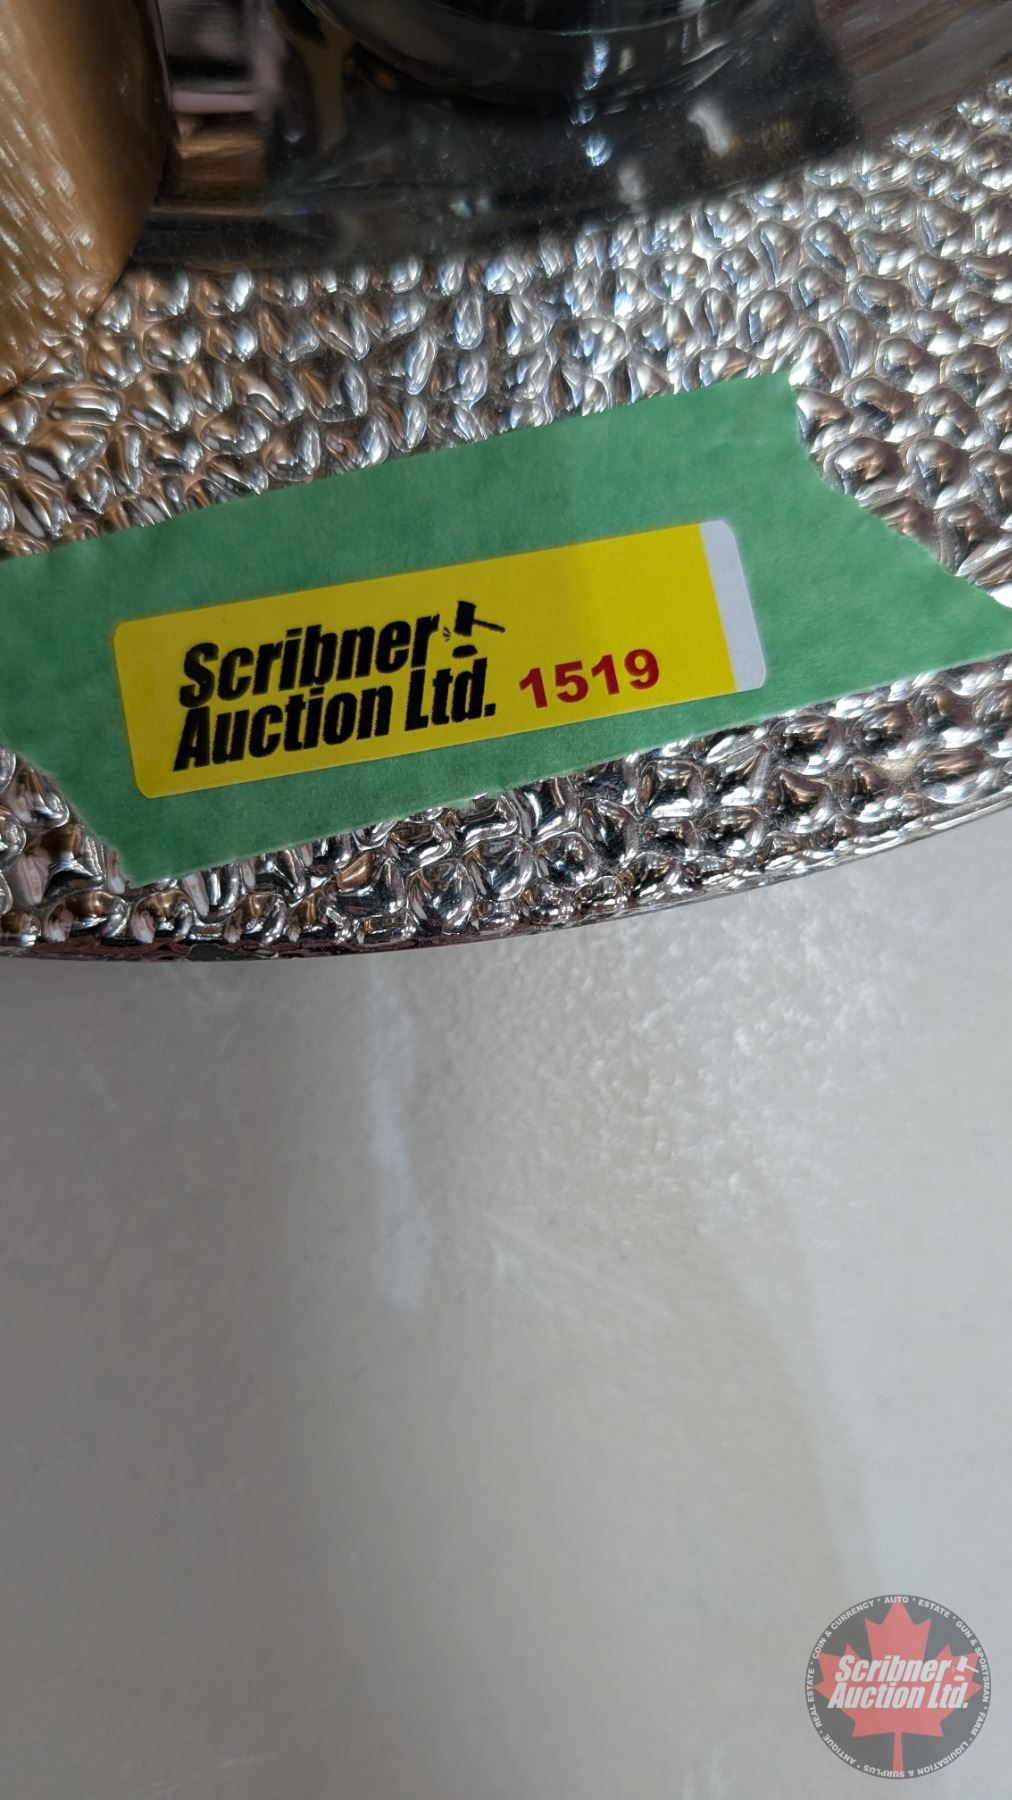 Scribner
Auction Ltd. 1519
COIN & CURRENCY • AUTO • ESTATE • GUN & SPORTSMAN • FARM • LIQUIDATION & SURPLUS • ANTIQUE • REAL ESTATE •
Scribner
Auction Ltd.